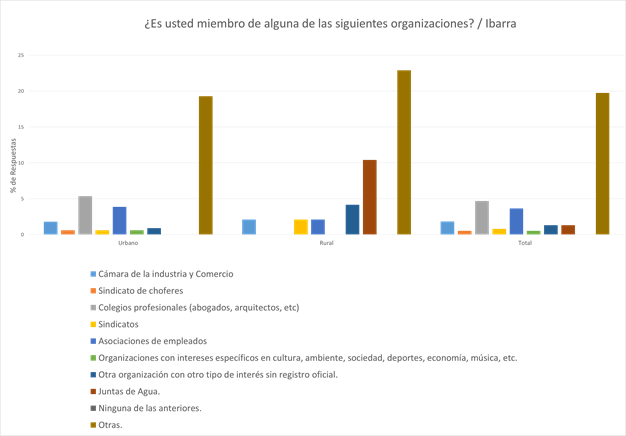 ¿Es usted miembro de alguna de las siguientes organizaciones? / Ibarra
25
20
15
10
5
0
% de Respuestas
Urbano
Rural
Total
Cámara de la industria y Comercio
Sindicato de choferes
Colegios profesionales (abogados, arquitectos, etc)
Sindicatos
Asociaciones de empleados
Organizaciones con intereses específicos en cultura, ambiente, sociedad, deportes, economía, música, etc.
Otra organización con otro tipo de interés sin registro oficial.
Juntas de Agua.
Ninguna de las anteriores.
Otras.